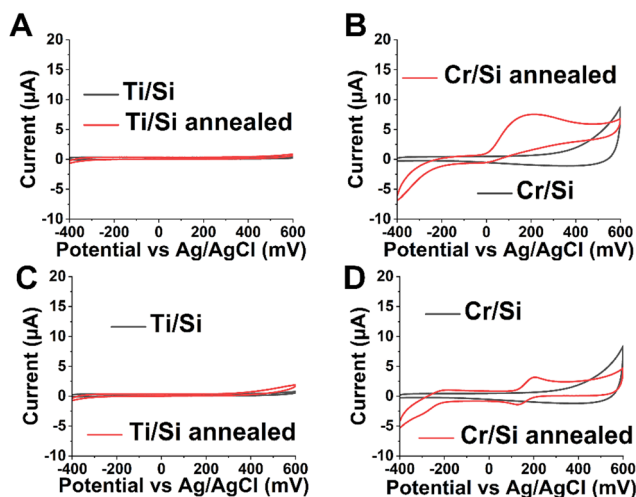 A
20
15
10
5
0
-5
-10
Current (µA)
Ti/Si
Ti/Si annealed
-400 -200 0 200 400 600
Potential vs Ag/AgCl (mV)
B
20
15
10
5
0
-5
-10
Current (µA)
Cr/Si annealed
Cr/Si
-400 -200 0 200 400 600
Potential vs Ag/AgCl (mV)
C
20
15
10
5
0
-5
-10
Current (µA)
Ti/Si
Ti/Si annealed
-400 -200 0 200 400 600
Potential vs Ag/AgCl (mV)
D
20
15
10
5
0
-5
-10
Current (µA)
Cr/Si
Cr/Si annealed
-400 -200 0 200 400 600
Potential vs Ag/AgCl (mV)